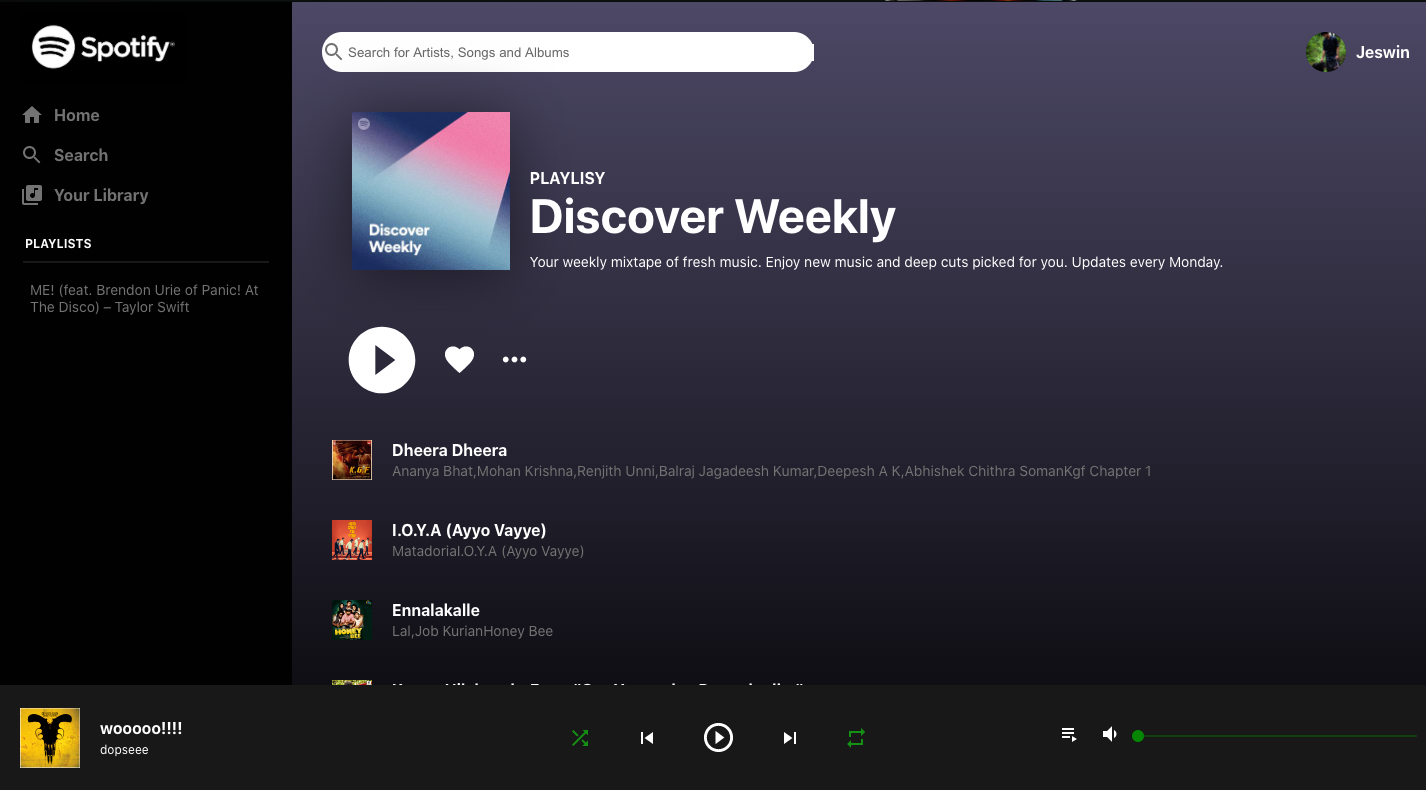 Spotify
Search for Artists, Songs and Albums
Jeswin
Home
Search
Your Library
PLAYLISTS
ME! (feat. Brendon Urie of Panic! At
The Disco) – Taylor Swift
Discover
Weekly
PLAYLISY
Discover Weekly
Your weekly mixtape of fresh music. Enjoy new music and deep cuts picked for you. Updates every Monday.
K.G.F
Dheera Dheera
Ananya Bhat,Mohan Krishna,Renjith Unni,Balraj Jagadeesh Kumar,Deepesh A K,Abhishek Chithra SomanKgf Chapter 1
I.O.Y.A (Ayyo Vayye)
MatadoriaI.O.Y.A (Ayyo Vayye)
HONEY
BEE
Ennalakalle
Lal,Job KurianHoney Bee
wooooo!!!!
dopseee